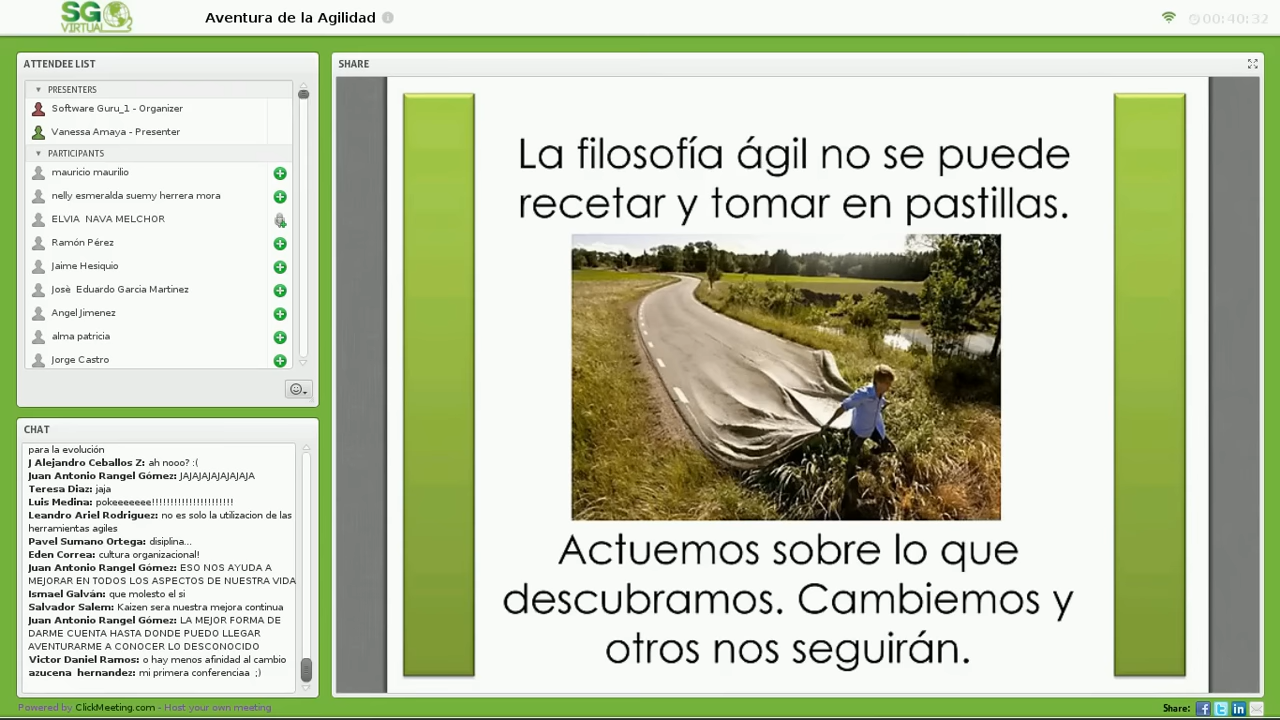 SG
VIRTUAL
Aventura de la Agilidad
00:40:32
ATTENDEE LIST
PRESENTERS
Software Guru_1 - Organizer
Vanessa Amaya - Presenter
PARTICIPANTS
mauricio maurilio
nelly esmeralda suemy herrera mora
ELVIA NAVA MELCHOR
Ramón Pérez
Jaime Hesiquio
Josè Eduardo Garcia Martinez
Angel Jimenez
alma patricia
Jorge Castro
CHAT
para la evolución
J Alejandro Ceballos Z: ah nooo? :(
Juan Antonio Rangel Gómez: JAJAJAJAJAJAJAJA
Teresa Diaz: jaja
Luis Medina: pokeeeeeee!!!!!!!!!!!!!!!!!!!!!!
Leandro Ariel Rodriguez: no es solo la utilizacion de las
herramientas agiles
Pavel Sumano Ortega: disiplina...
Eden Correa: cultura organizacional!
Juan Antonio Rangel Gómez: ESO NOS AYUDA A
MEJORAR EN TODOS LOS ASPECTOS DE NUESTRA VIDA
Ismael Galván: que molesto el si
Salvador Salem: Kaizen sera nuestra mejora continua
Juan Antonio Rangel Gómez: LA MEJOR FORMA DE
DARME CUENTA HASTA DONDE PUEDO LLEGAR
AVENTURARME A CONOCER LO DESCONOCIDO
Victor Daniel Ramos: o hay menos afinidad al cambio
azucena hernandez: mi primera conferenciaa ;)
SHARE
La filosofía ágil no se puede
recetar y tomar en pastillas.
Actuemos sobre lo que
descubramos. Cambiemos y
otros nos seguirán.
Powered by ClickMeeting.com - Host your own meeting
Share: